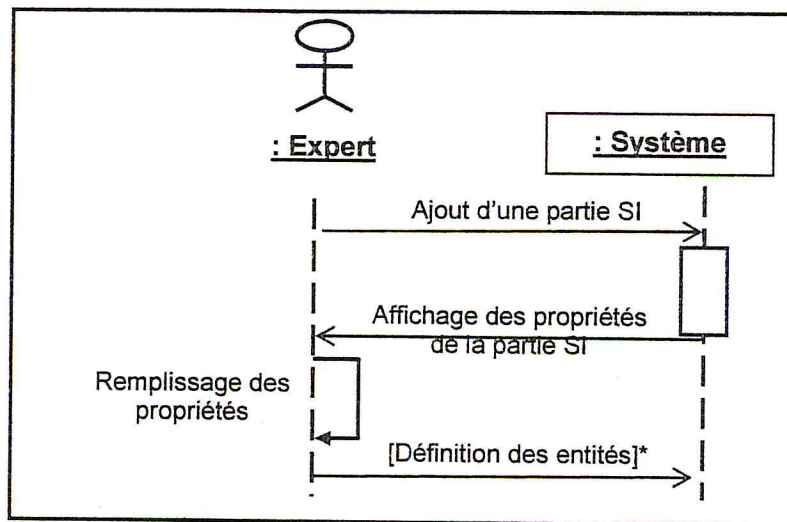 : Expert
: Système
Ajout d'une partie SI
Affichage des propriétés
de la partie SI
Remplissage des
propriétés
[Définition des entités]*